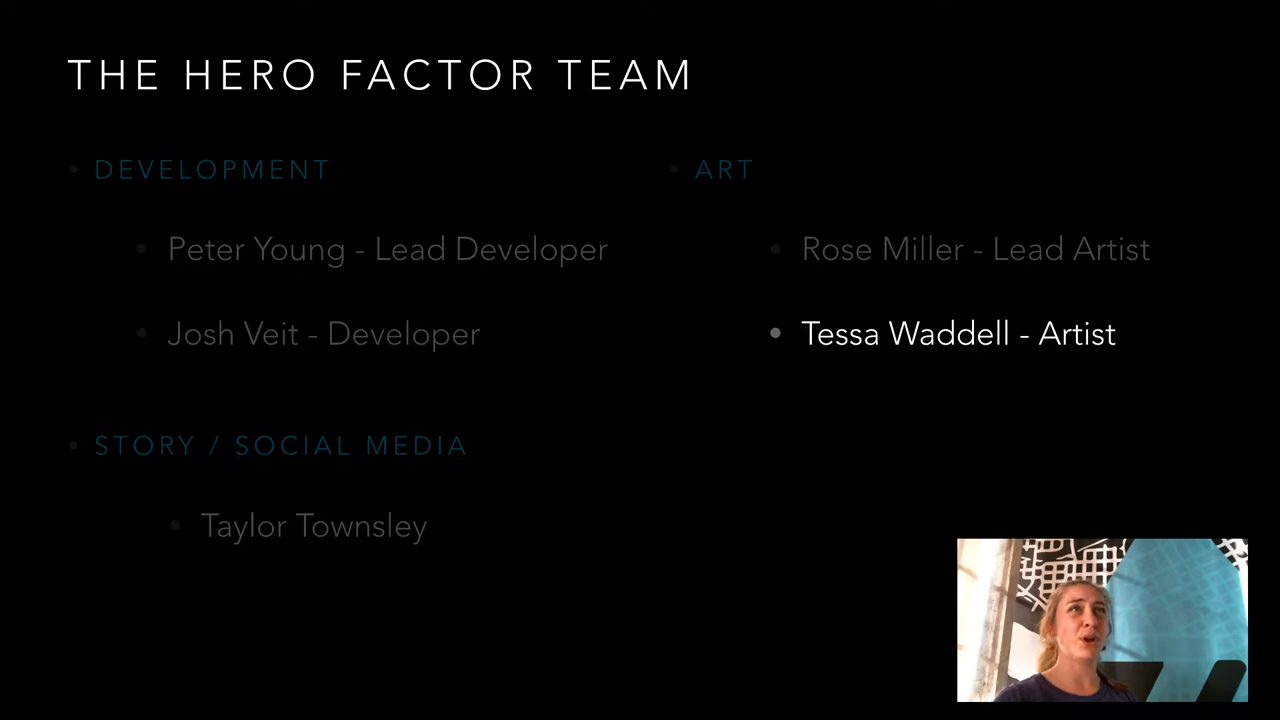 THE HERO FACTOR TEAM
• DEVELOPMENT
• Peter Young - Lead Developer
• Josh Veit - Developer
• STORY / SOCIAL MEDIA
• Taylor Townsley
• ART
• Rose Miller - Lead Artist
• Tessa Waddell - Artist